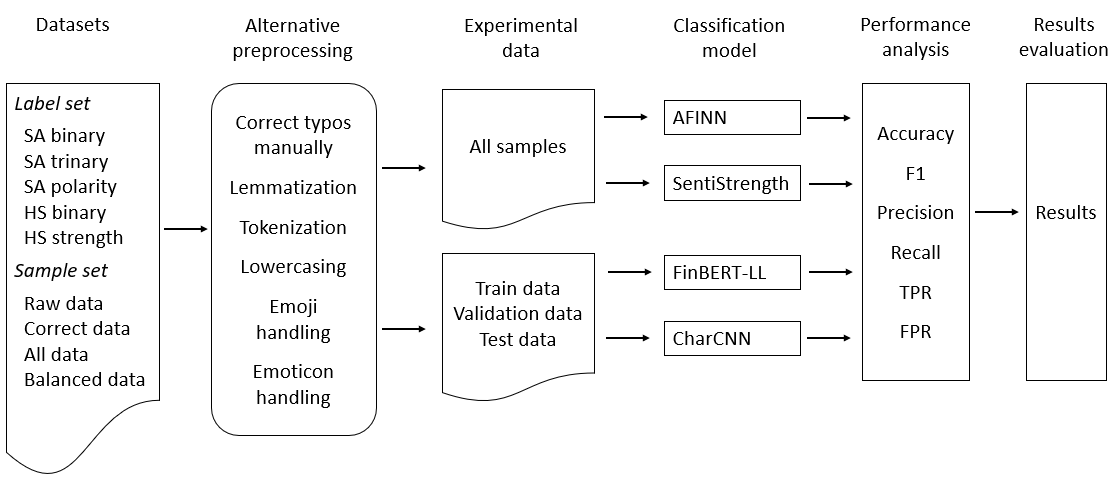 Datasets
Label set
SA binary
SA trinary
SA polarity
HS binary
HS strength
Sample set
Raw data
Correct data
All data
Balanced data
Alternative
preprocessing
Correct typos
manually
Lemmatization
Tokenization
Lowercasing
Emoji
handling
Emoticon
handling
Experimental
data
All samples
Train data
Validation data
Test data
Classification
model
AFINN
SentiStrength
FinBERT-LL
CharCNN
Performance
analysis
Accuracy
F1
Precision
Recall
TPR
FPR
Results
evaluation
Results